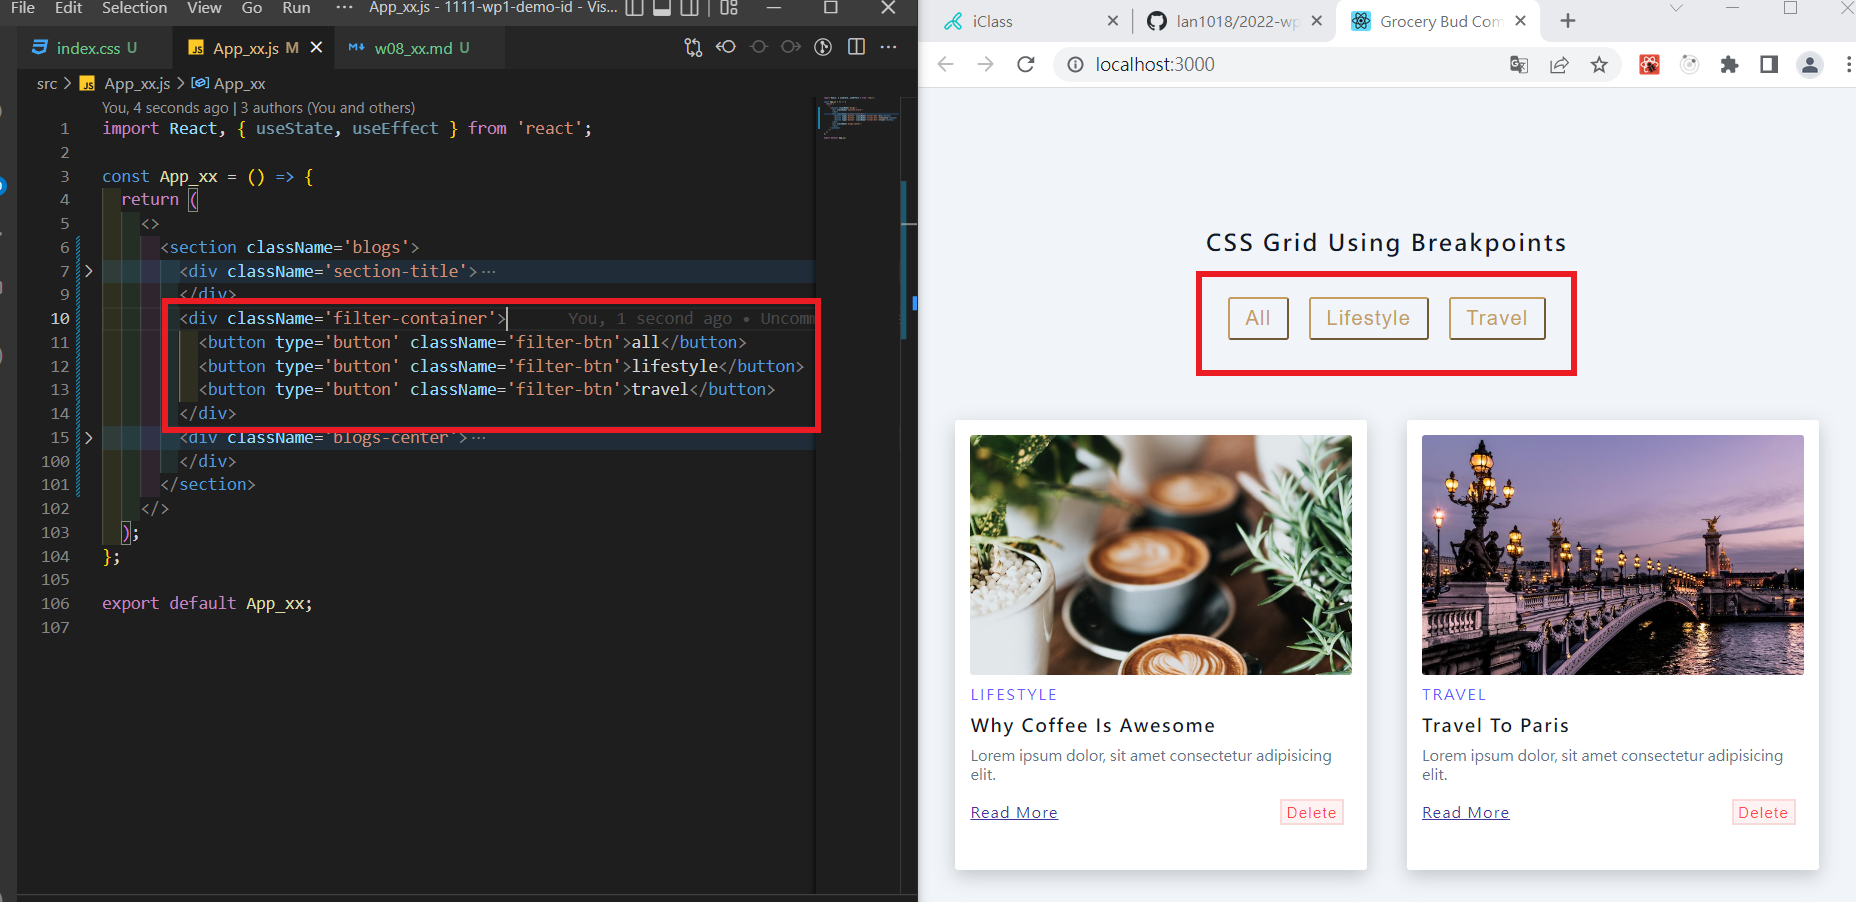 File Edit Selection View Go Run ··· App_xx.js - 1111-wp1-demo-id - Vis...
index.css U
App_xx.js M
w08_xx.md U
src > App_xx.js > App_xx
You, 4 seconds ago | 3 authors (You and others)
1 import React, { useState, useEffect } from 'react';
2
3 const App_xx = () => {
4 return (
5 <>
6 <section className='blogs'>
7 <div className='section-title'>···
9 </div>
10 <div className='filter-container'> You, 1 second ago • Uncomm
11 <button type='button' className='filter-btn'>all</button>
12 <button type='button' className='filter-btn'>lifestyle</button>
13 <button type='button' className='filter-btn'>travel</button>
14 </div>
15 <div className='blogs-center'>···
100 </div>
101 </section>
102 </>
103 );
104 };
105
106 export default App_xx;
107
iClass
lan1018/2022-wp
Grocery Bud Com
localhost:3000
CSS Grid Using Breakpoints
All Lifestyle Travel
LIFESTYLE
Why Coffee Is Awesome
Lorem ipsum dolor, sit amet consectetur adipisicing
elit.
Read More Delete
TRAVEL
Travel To Paris
Lorem ipsum dolor, sit amet consectetur adipisicing
elit.
Read More Delete